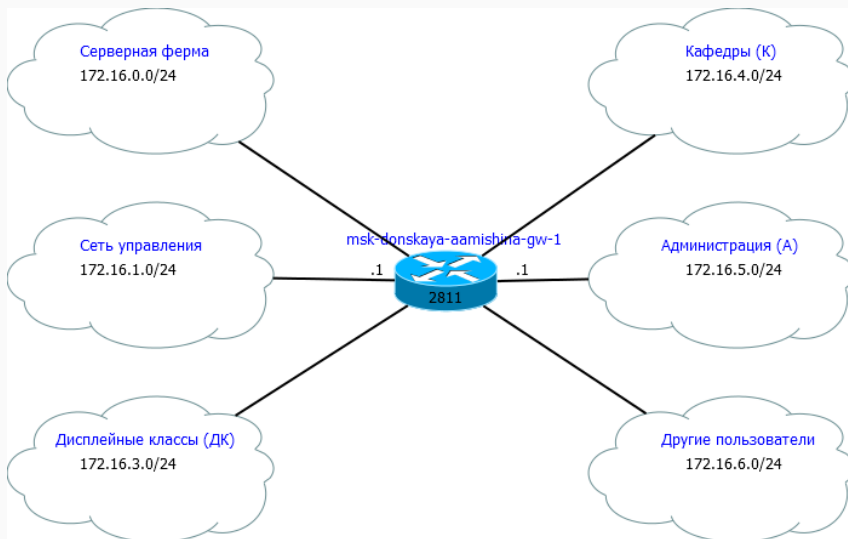 Серверная ферма
172.16.0.0/24
Кафедры (К)
172.16.4.0/24
Сеть управления
172.16.1.0/24
msk-donskaya-aamishina-gw-1
.1
.1
2811
Администрация (А)
172.16.5.0/24
Дисплейные классы (ДК)
172.16.3.0/24
Другие пользователи
172.16.6.0/24